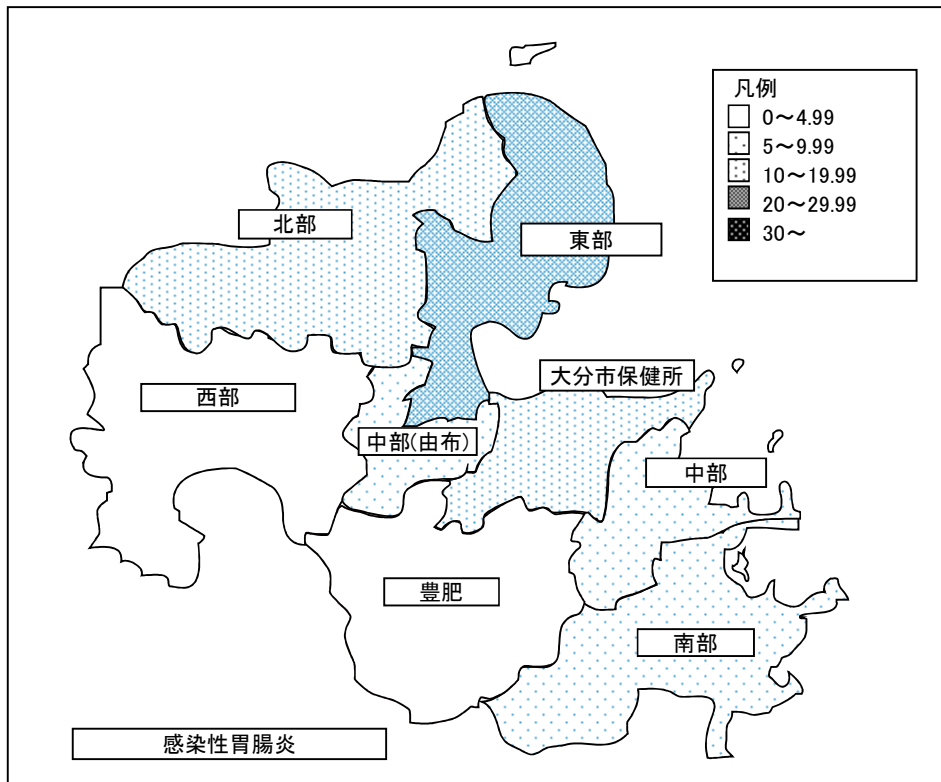 凡例
0～4.99
5～9.99
10～19.99
20～29.99
30～
北部
東部
大分市保健所
西部
中部(由布)
中部
豊肥
南部
感染性胃腸炎